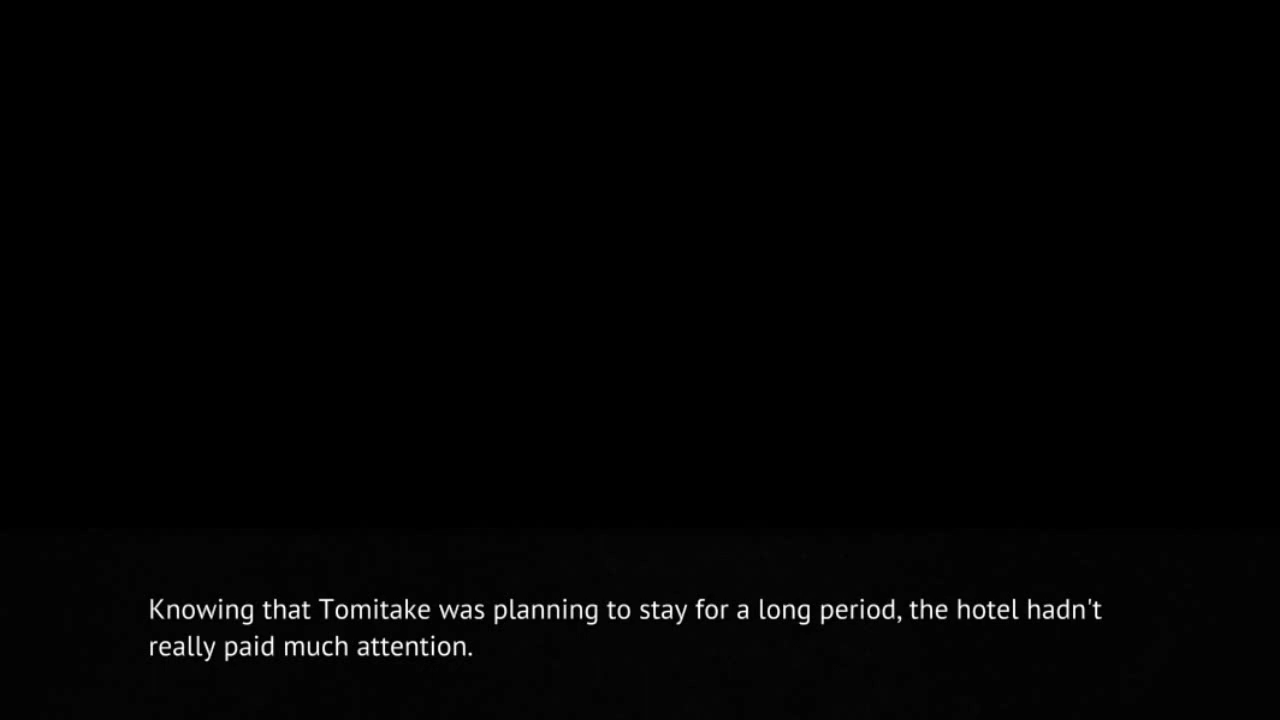 Knowing that Tomitake was planning to stay for a long period, the hotel hadn't
really paid much attention.